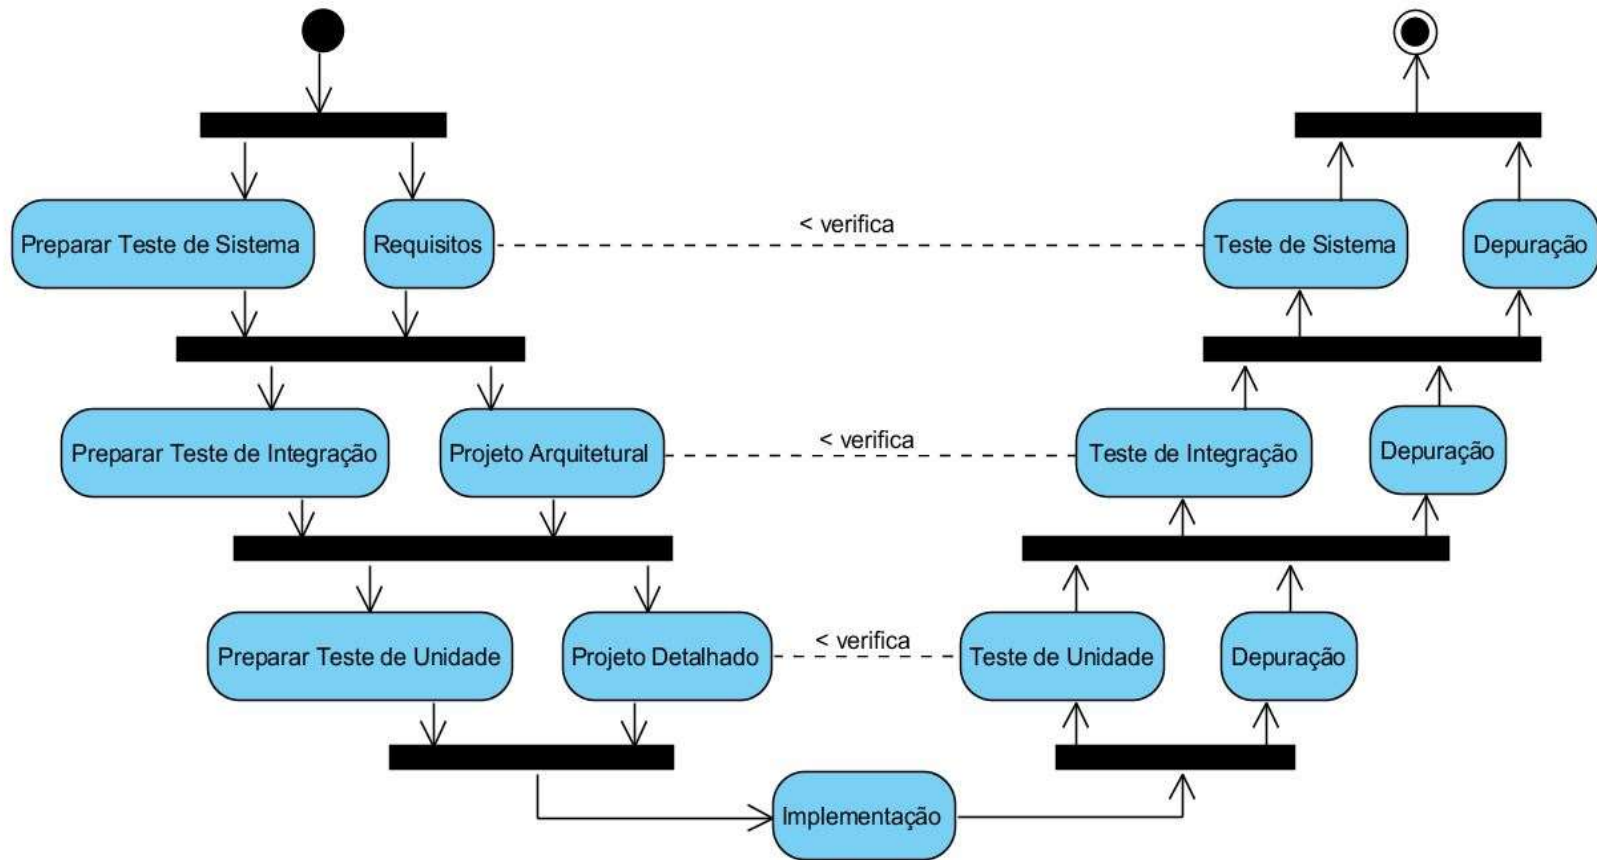 < verifica
Preparar Teste de Sistema
Requisitos
Teste de Sistema
Depuração
< verifica
Preparar Teste de Integração
Projeto Arquitetural
Teste de Integração
Depuração
< verifica
Preparar Teste de Unidade
Projeto Detalhado
Teste de Unidade
Depuração
Implementação